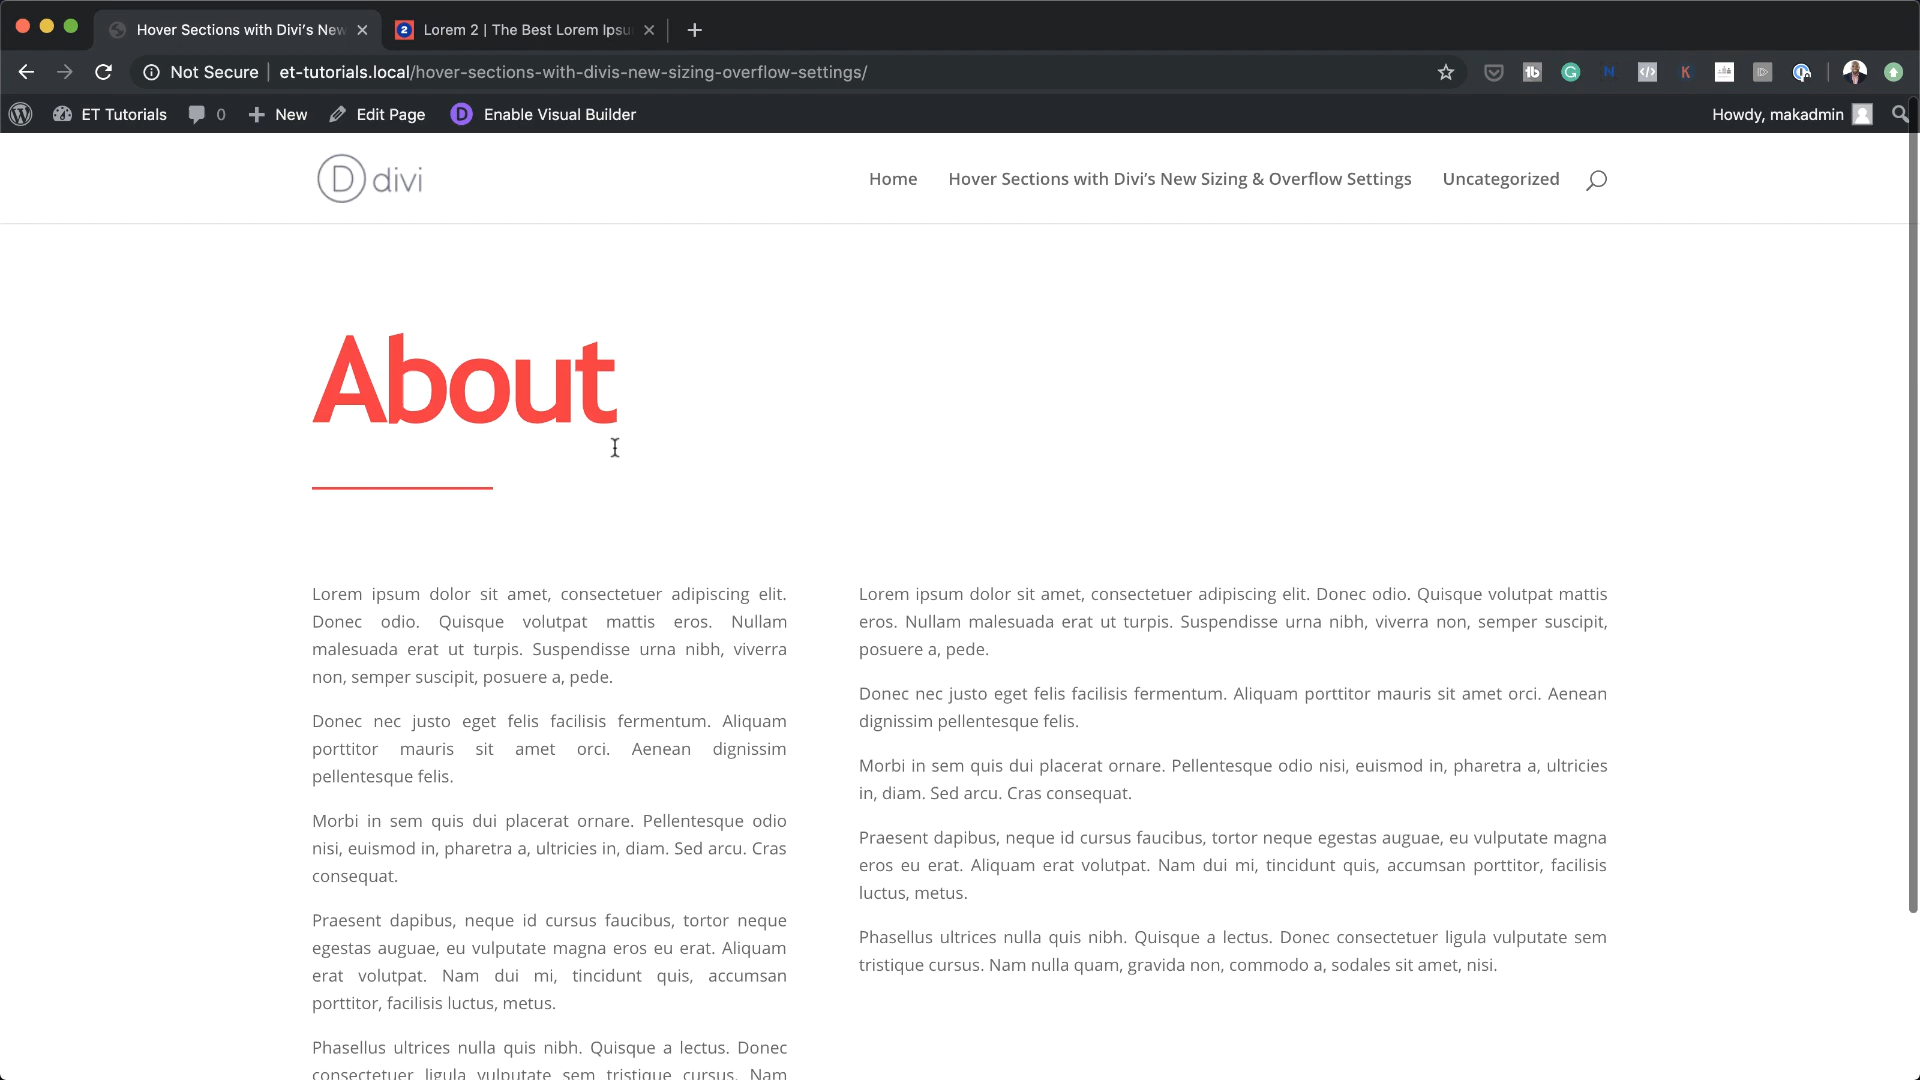 Hover Sections with Divi's New
2 Lorem 2 | The Best Lorem Ipsu
Not Secure | et-tutorials.local/hover-sections-with-divis-new-sizing-overflow-settings/
ET Tutorials 0 New Edit Page D Enable Visual Builder Howdy, makadmin
D divi
Home Hover Sections with Divi's New Sizing & Overflow Settings Uncategorized
About
Lorem ipsum dolor sit amet, consectetuer adipiscing elit.
Donec odio. Quisque volutpat mattis eros. Nullam
malesuada erat ut turpis. Suspendisse urna nibh, viverra
non, semper suscipit, posuere a, pede.
Donec nec justo eget felis facilisis fermentum. Aliquam
porttitor mauris sit amet orci. Aenean dignissim
pellentesque felis.
Morbi in sem quis dui placerat ornare. Pellentesque odio
nisi, euismod in, pharetra a, ultricies in, diam. Sed arcu. Cras
consequat.
Praesent dapibus, neque id cursus faucibus, tortor neque
egestas auguae, eu vulputate magna eros eu erat. Aliquam
erat volutpat. Nam dui mi, tincidunt quis, accumsan
porttitor, facilisis luctus, metus.
Phasellus ultrices nulla quis nibh. Quisque a lectus. Donec
consectetuer ligula vulputate sem tristique cursus. Nam
Lorem ipsum dolor sit amet, consectetuer adipiscing elit. Donec odio. Quisque volutpat mattis
eros. Nullam malesuada erat ut turpis. Suspendisse urna nibh, viverra non, semper suscipit,
posuere a, pede.
Donec nec justo eget felis facilisis fermentum. Aliquam porttitor mauris sit amet orci. Aenean
dignissim pellentesque felis.
Morbi in sem quis dui placerat ornare. Pellentesque odio nisi, euismod in, pharetra a, ultricies
in, diam. Sed arcu. Cras consequat.
Praesent dapibus, neque id cursus faucibus, tortor neque egestas auguae, eu vulputate magna
eros eu erat. Aliquam erat volutpat. Nam dui mi, tincidunt quis, accumsan porttitor, facilisis
luctus, metus.
Phasellus ultrices nulla quis nibh. Quisque a lectus. Donec consectetuer ligula vulputate sem
tristique cursus. Nam nulla quam, gravida non, commodo a, sodales sit amet, nisi.